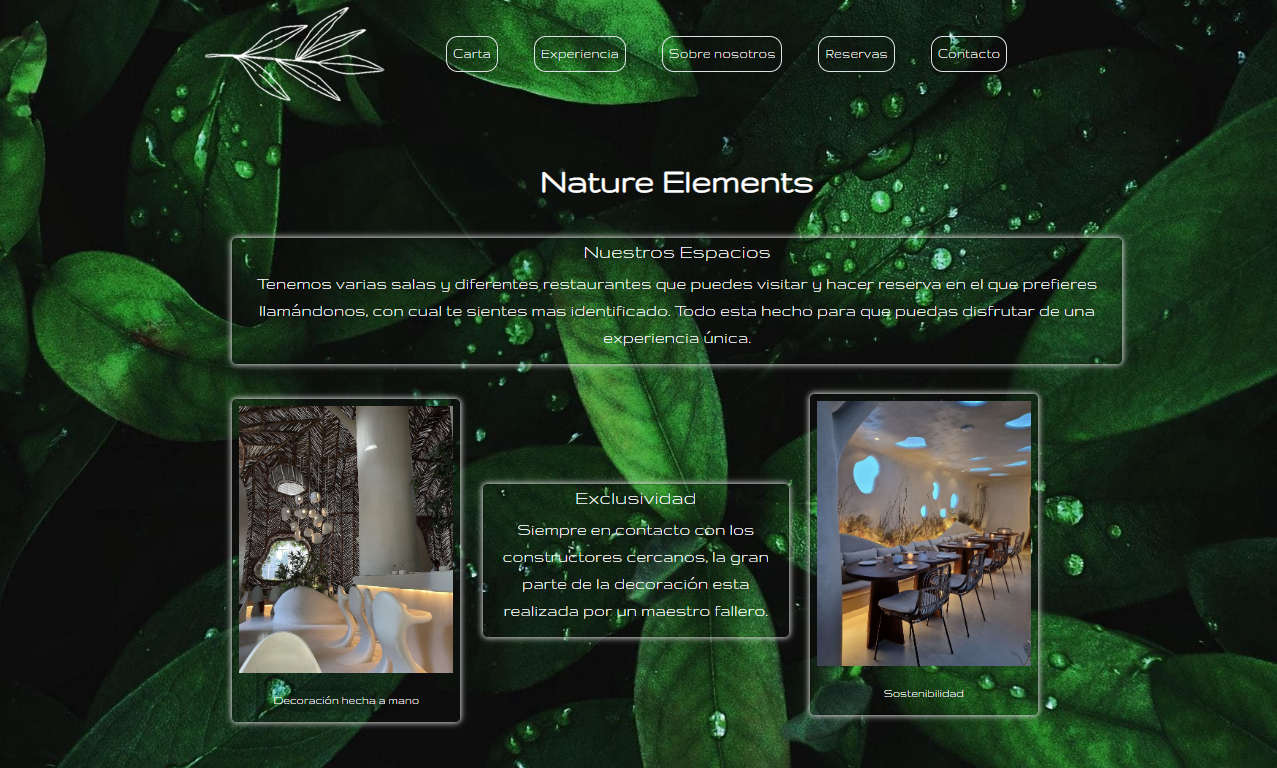 Carta
Experiencia
Sobre nosotros
Reservas
Contacto
Nature Elements
Nuestros Espacios
Tenemos varias salas y diferentes restaurantes que puedes visitar y hacer reserva en el que prefieres
llamándonos, con cual te sientes mas identificado. Todo esta hecho para que puedas disfrutar de una
experiencia única.
Exclusividad
Siempre en contacto con los
constructores cercanos, la gran
parte de la decoración esta
realizada por un maestro fallero.
Decoración hecha a mano
Sostenibilidad